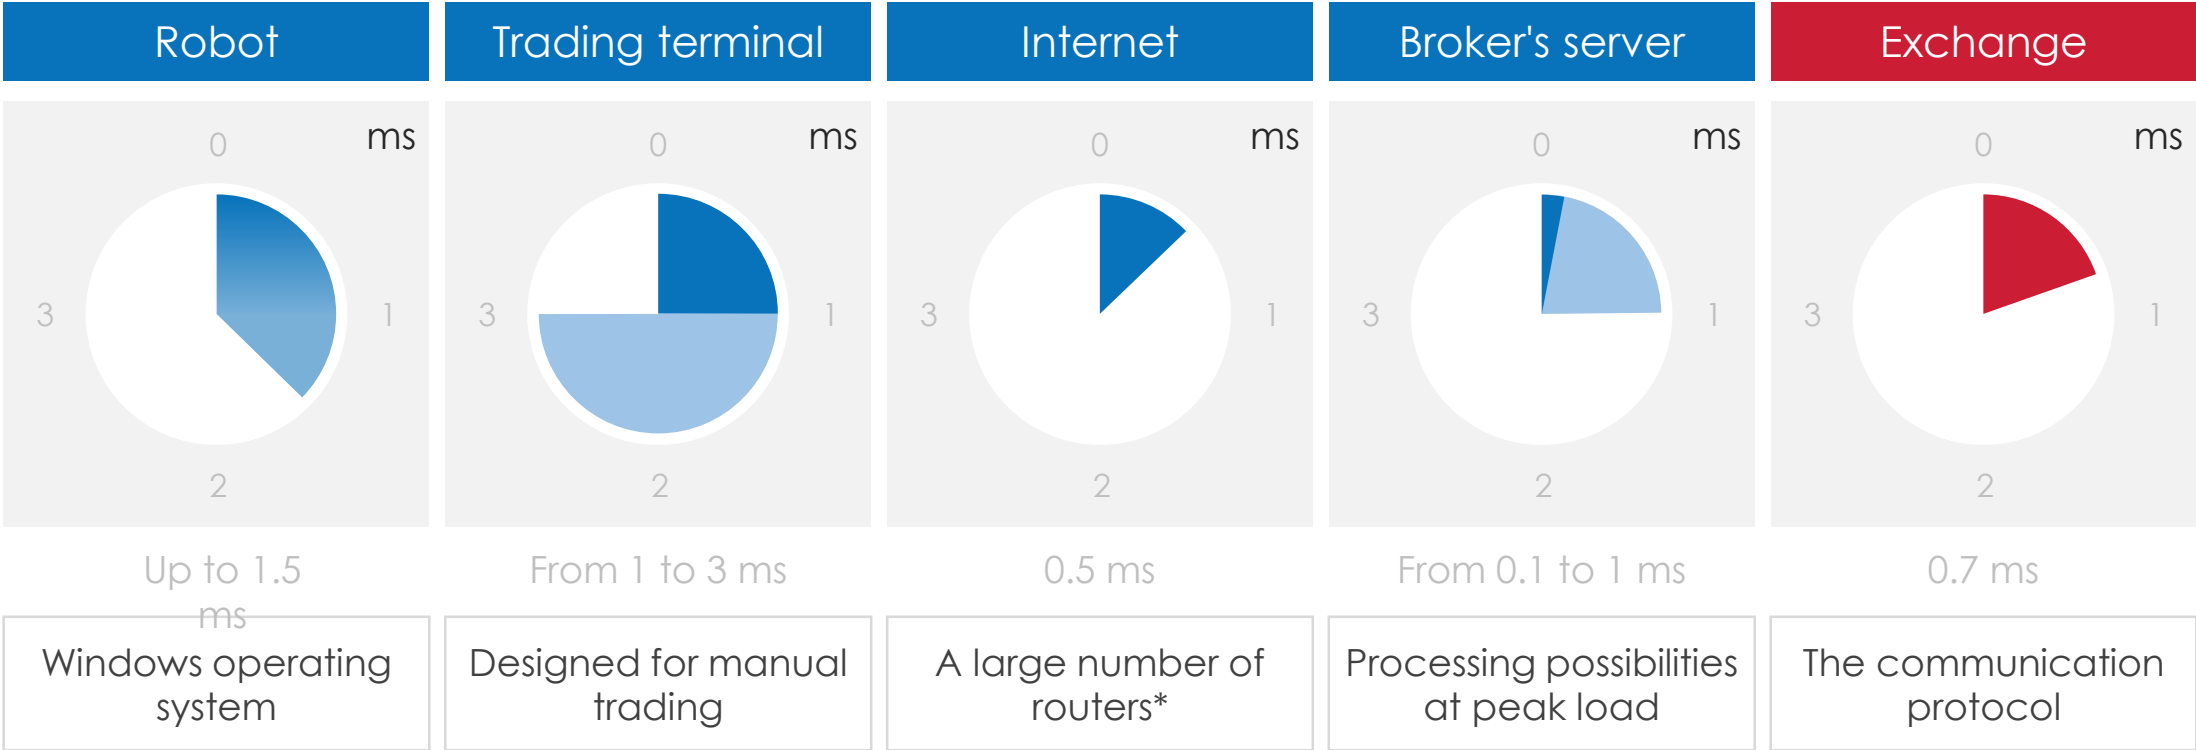 Robot
Trading terminal
Internet
Broker's server
Exchange
ms
0
1
2
3
ms
0
1
2
3
ms
0
1
2
3
ms
0
1
2
3
ms
0
1
2
3
Up to 1.5
ms
From 1 to 3 ms
0.5 ms
From 0.1 to 1 ms
0.7 ms
Windows operating
system
Designed for manual
trading
A large number of
routers*
Processing possibilities
at peak load
The communication
protocol